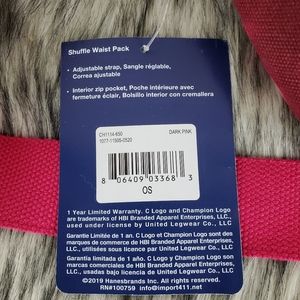 Shuffle Waist Pack
• Adjustable strap, Sangle réglable,
Correa ajustable
• Interior zip pocket, Poche intérieure avec
fermeture éclair, Bolsillo interior con cremallera
CH1114-650 DARK PINK
1077-11505-0520
8 06409 03368 3
OS
1 Year Limited Warranty. C Logo and Champion Logo
are trademarks of HBI Branded Apparel Enterprises, LLC.,
used under license by United Legwear Co., LLC.
Garantie Limitée de 1 an. C Logo et Champion Logo sont des
marques de commerce de HBI Branded Apparel Enterprises,
LLC., utilisées sous licence par United Legwear Co., LLC.
Garantía limitada de 1 año. C Logo y Champion Logo son
marcas comerciales de HBI Branded Apparel Enterprises,
LLC., usadas bajo licencia de United Legwear Co., LLC.
©2019 Hanesbrands Inc.
RN#100759 info@import411.net